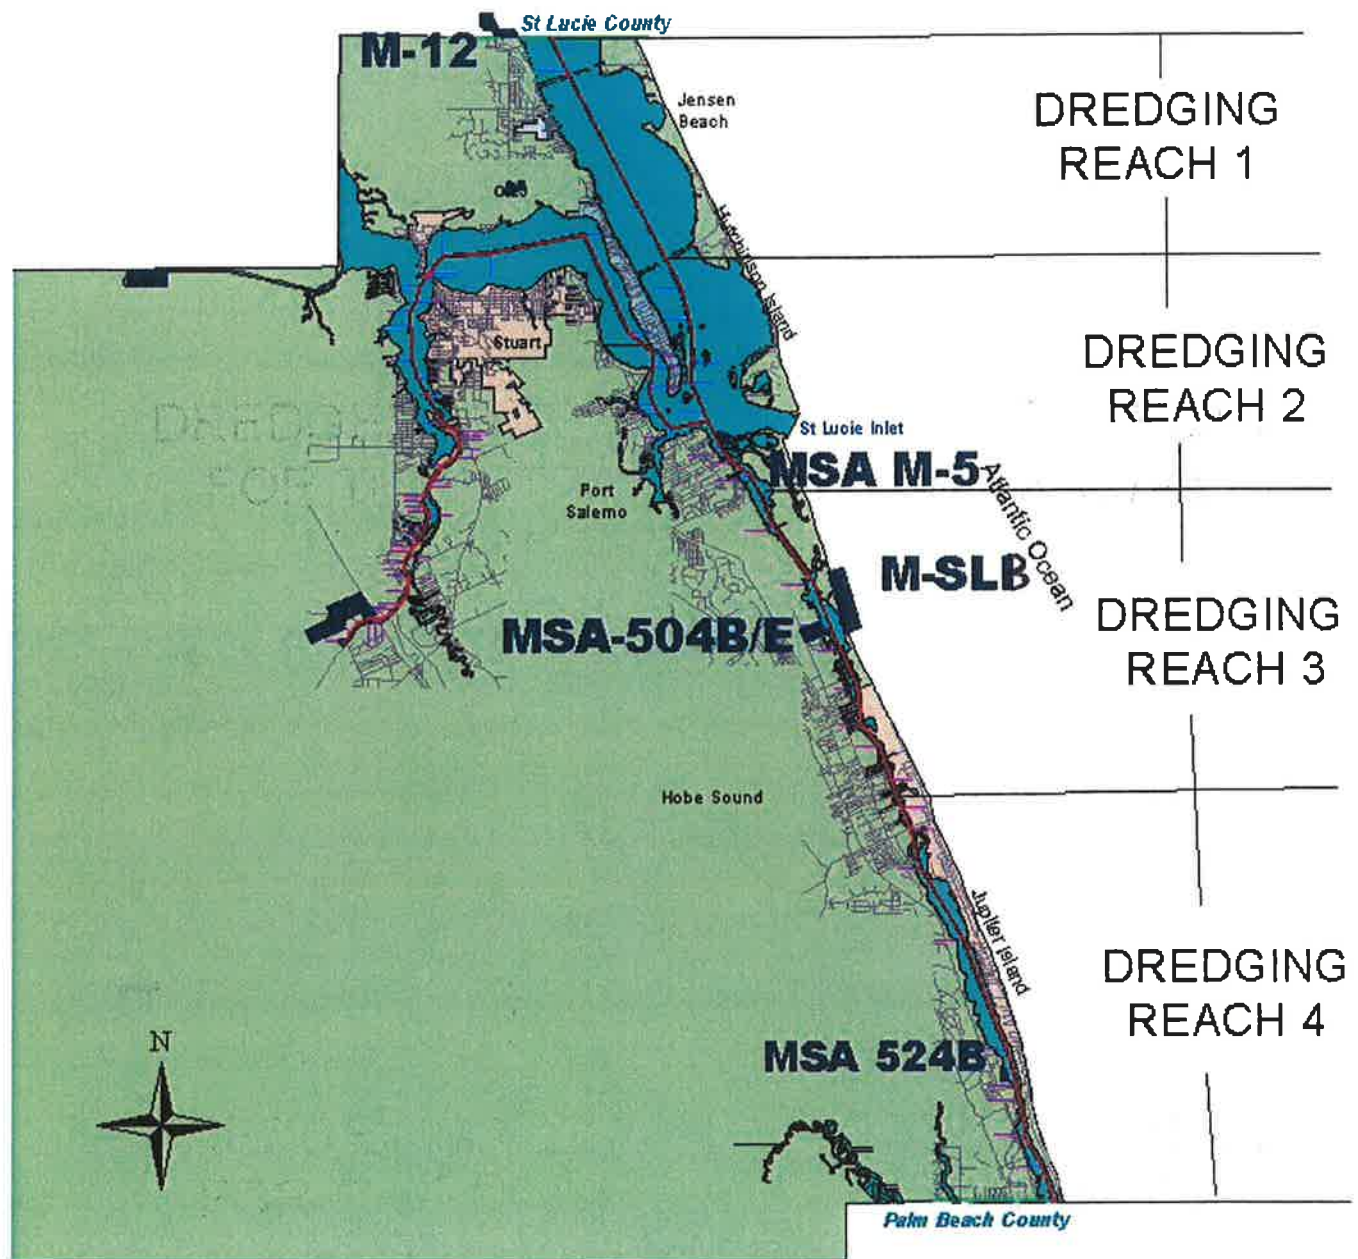 St Lucie County
M-12
Jensen
Beach
DREDGING
REACH 1
Hutchinson Island
DREDGING
REACH 2
Stuart
St Lucie Inlet
MSA M-5
Atlantic Ocean
Port
Salerno
M-SLB
DREDGING
REACH 3
MSA-504B/E
Hobe Sound
Jupiter Island
DREDGING
REACH 4
N
MSA 524B
Palm Beach County